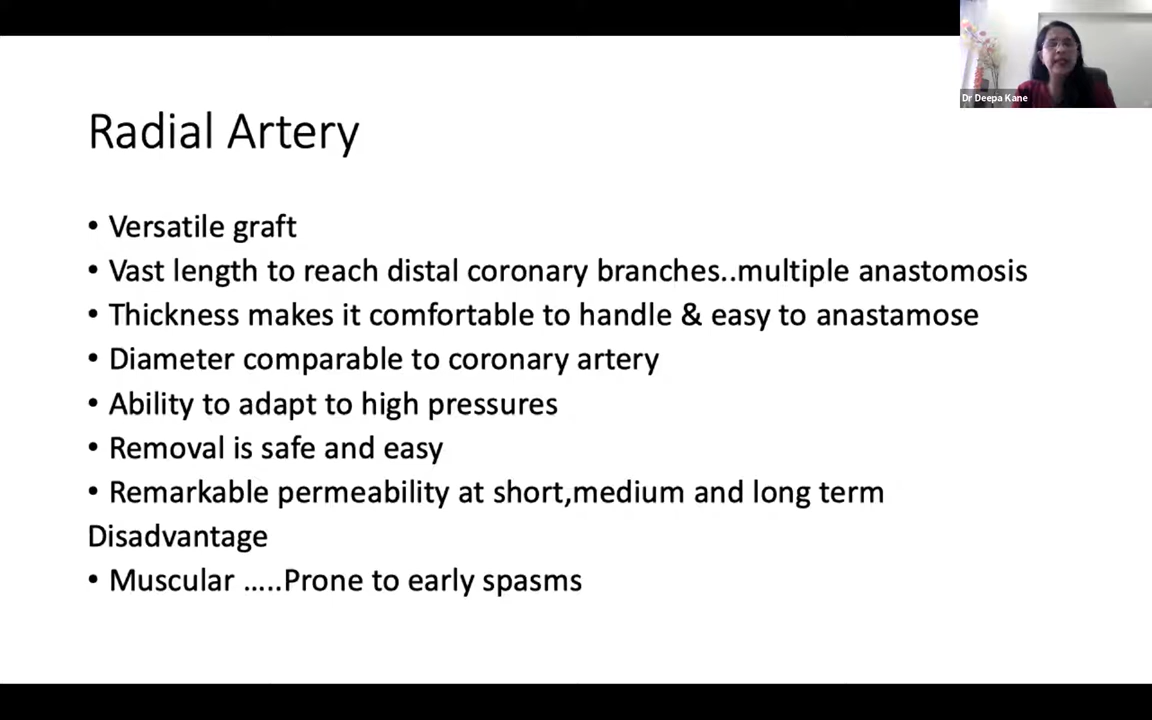 Dr Deepa Kane
Radial Artery
• Versatile graft
• Vast length to reach distal coronary branches..multiple anastomosis
• Thickness makes it comfortable to handle & easy to anastamose
• Diameter comparable to coronary artery
• Ability to adapt to high pressures
• Removal is safe and easy
• Remarkable permeability at short,medium and long term
Disadvantage
• Muscular …..Prone to early spasms